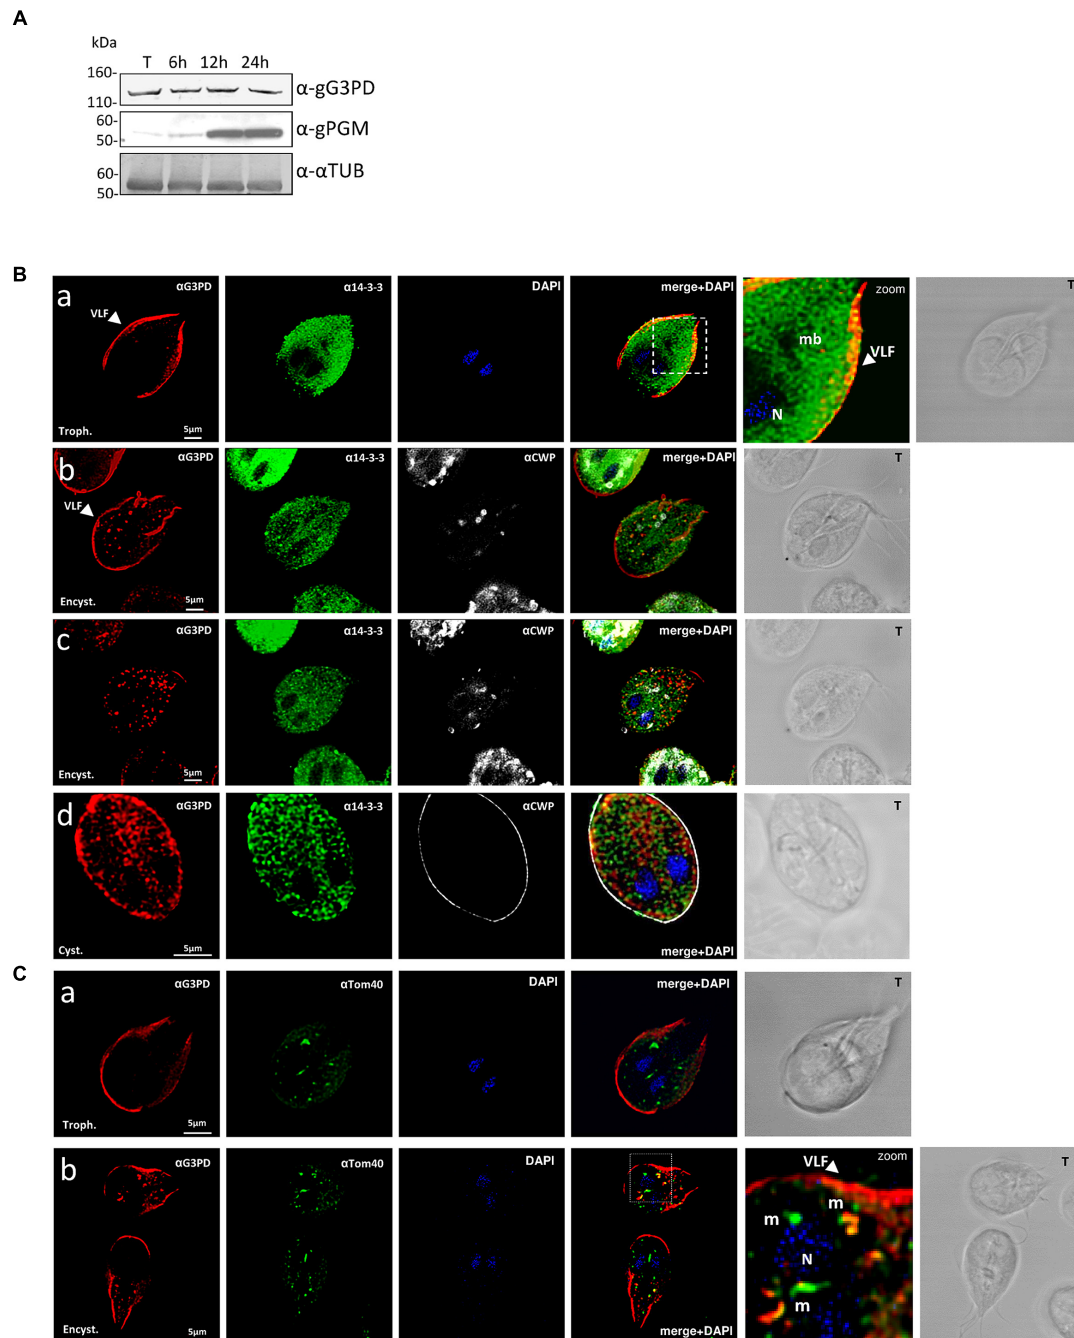 A
kDa
T 6h 12h 24h
160-
110-
α-gG3PD
60-
50-
α-gPGM
60-
50-
α-αTUB
B
a
αG3PD
VLF
Troph.
5µm
α14-3-3
DAPI
merge+DAPI
zoom
mb
VLF
N
T
b
αG3PD
VLF
Encyst.
5µm
α14-3-3
αCWP
merge+DAPI
T
c
αG3PD
Encyst.
5µm
α14-3-3
αCWP
merge+DAPI
T
d
αG3PD
Cyst.
5µm
α14-3-3
αCWP
merge+DAPI
T
C
a
αG3PD
Troph.
5µm
αTom40
DAPI
merge+DAPI
T
b
αG3PD
Encyst.
5µm
αTom40
DAPI
merge+DAPI
zoom
VLF
m
m
N
m
T